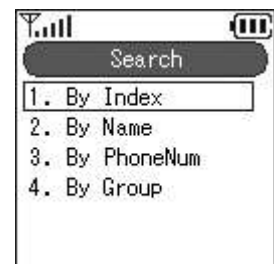 Search
1. By Index
2. By Name
3. By PhoneNum
4. By Group